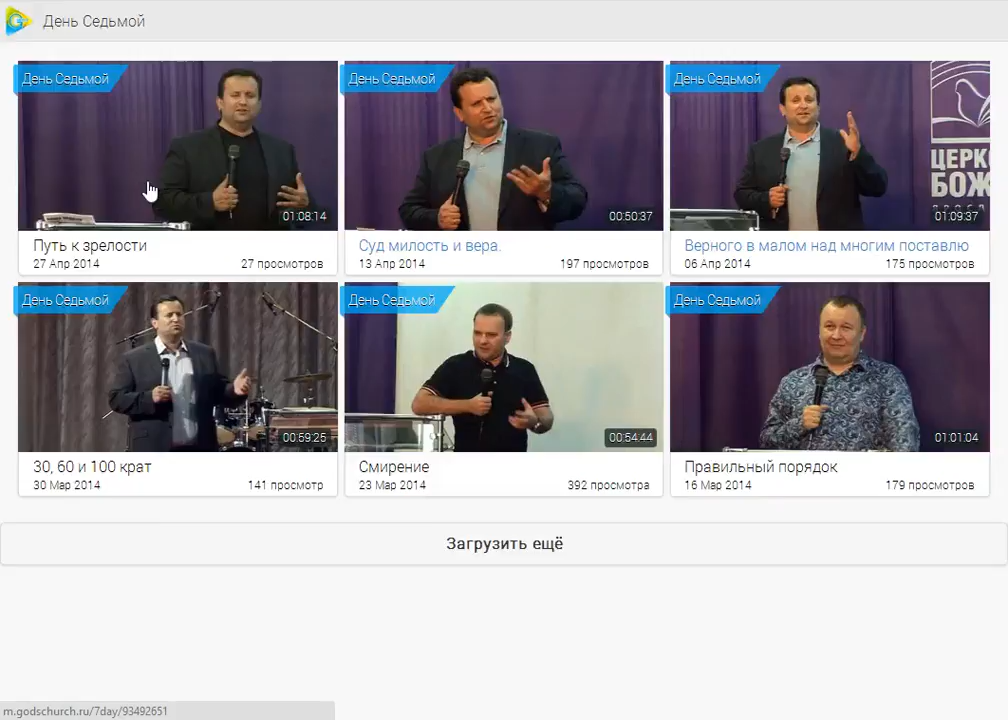 День Седьмой
День Седьмой
01:08:14
Путь к зрелости
27 Апр 2014 27 просмотров
День Седьмой
00:50:37
Суд милость и вера.
13 Апр 2014 197 просмотров
День Седьмой
01:09:37
Верного в малом над многим поставлю
06 Апр 2014 175 просмотров
День Седьмой
00:59:25
30, 60 и 100 крат
30 Мар 2014 141 просмотр
День Седьмой
00:54:44
Смирение
23 Мар 2014 392 просмотра
День Седьмой
01:01:04
Правильный порядок
16 Мар 2014 179 просмотров
Загрузить ещё
m.godschurch.ru/7day/93492651